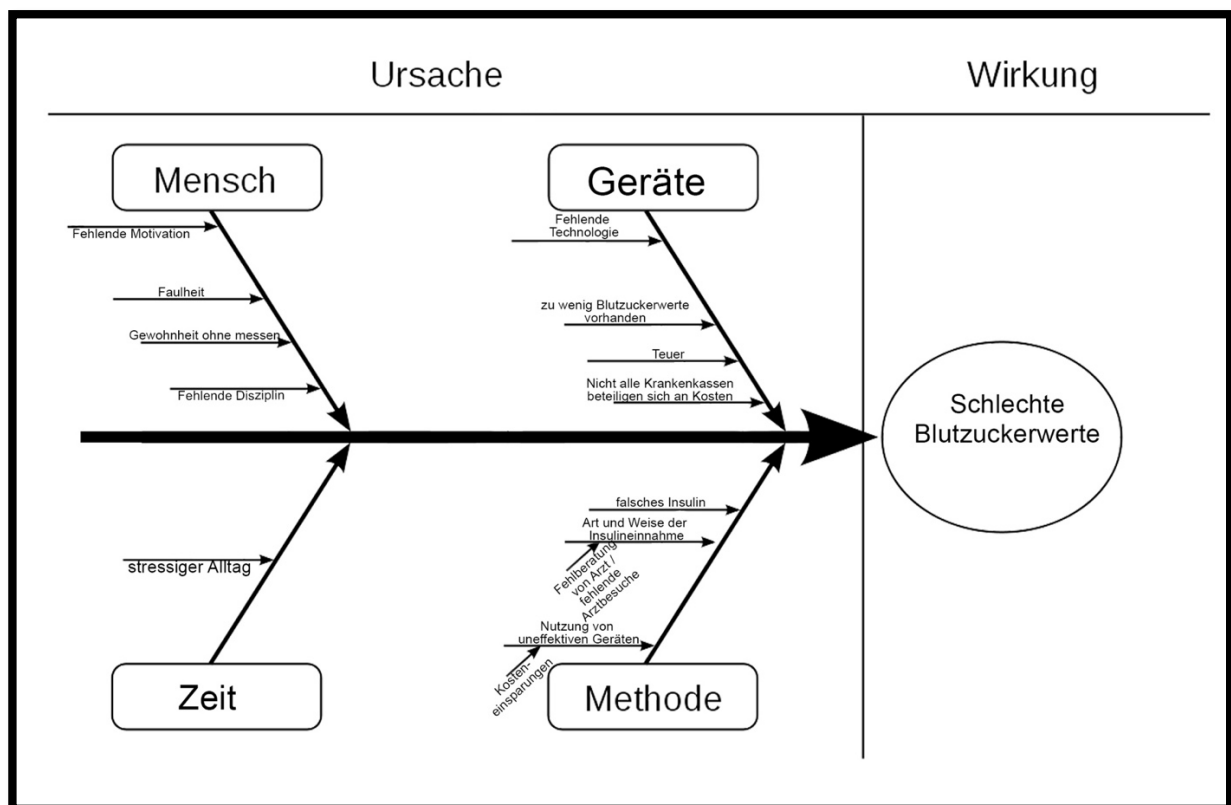 Ursache
Wirkung
Mensch
Fehlende Motivation
Faulheit
Gewohnheit ohne messen
Fehlende Disziplin
Geräte
Fehlende
Technologie
zu wenig Blutzuckerwerte
vorhanden
Teuer
Nicht alle Krankenkassen
beteiligen sich an Kosten
Schlechte
Blutzuckerwerte
stressiger Alltag
Zeit
falsches Insulin
Art und Weise der
Insulineinnahme
Fehlberatung
von Arzt /
fehlende
Arztbesuche
Nutzung von
uneffektiven Geräten
Kosten-
einsparungen
Methode